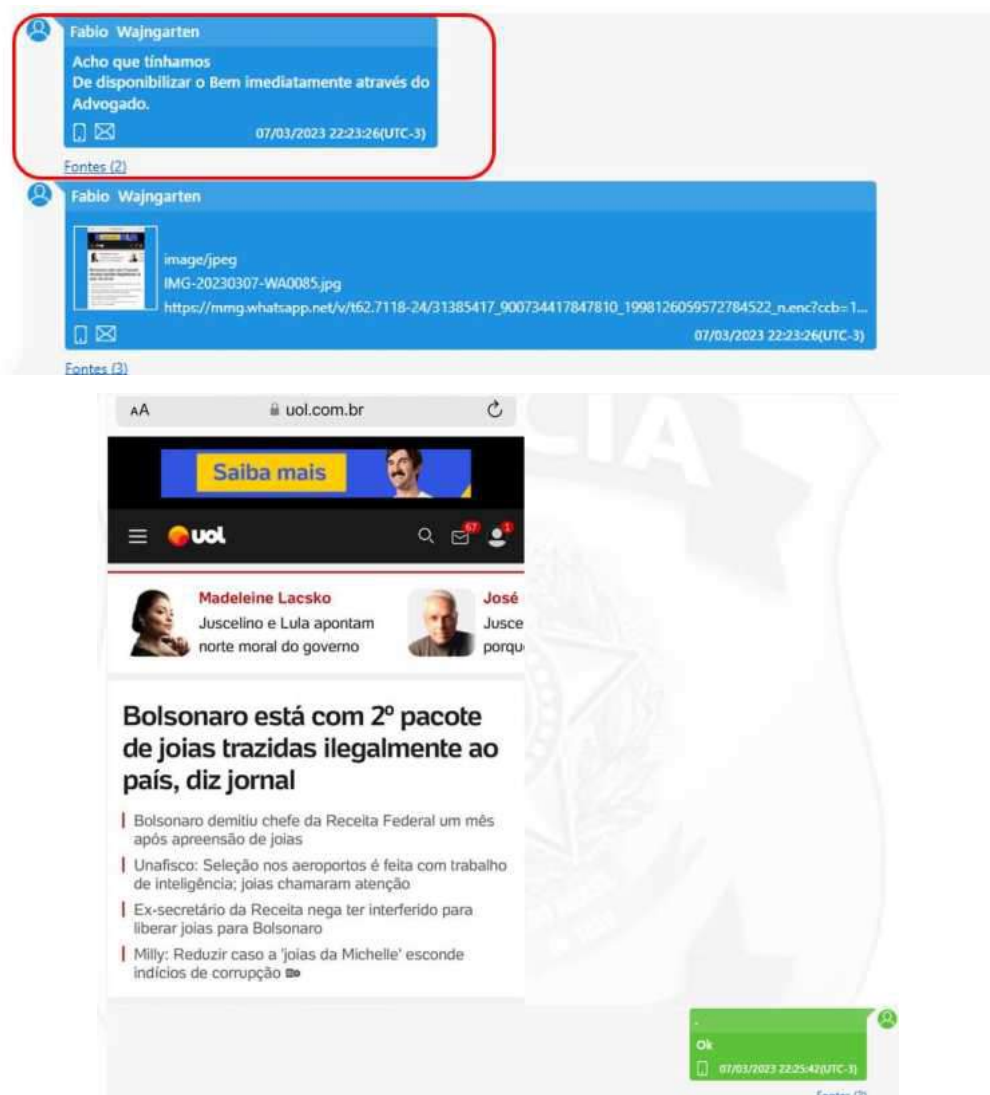 Fabio Wajngarten
Acho que tínhamos
De disponibilizar o Bem imediatamente através do
Advogado.
07/03/2023 22:23:26(UTC-3)
Fontes (2)
Fabio Wajngarten
image/jpeg
IMG-20230307-WA0085.jpg
https://mmg.whatsapp.net/v/t62.7118-24/31385417_900734417847810_1998126059572784522_n.enc?ccb=1...
07/03/2023 22:23:26(UTC-3)
Fontes (3)
AA uol.com.br
Saiba mais
uol 67 1
Madeleine Lacsko
Juscelino e Lula apontam
norte moral do governo
José
Jusce
porqu
Bolsonaro está com 2º pacote
de joias trazidas ilegalmente ao
país, diz jornal
Bolsonaro demitiu chefe da Receita Federal um mês
após apreensão de joias
Unafisco: Seleção nos aeroportos é feita com trabalho
de inteligência; joias chamaram atenção
Ex-secretário da Receita nega ter interferido para
liberar joias para Bolsonaro
Milly: Reduzir caso a 'joias da Michelle' esconde
indícios de corrupção
.
Ok
07/03/2023 22:25:42(UTC-3)